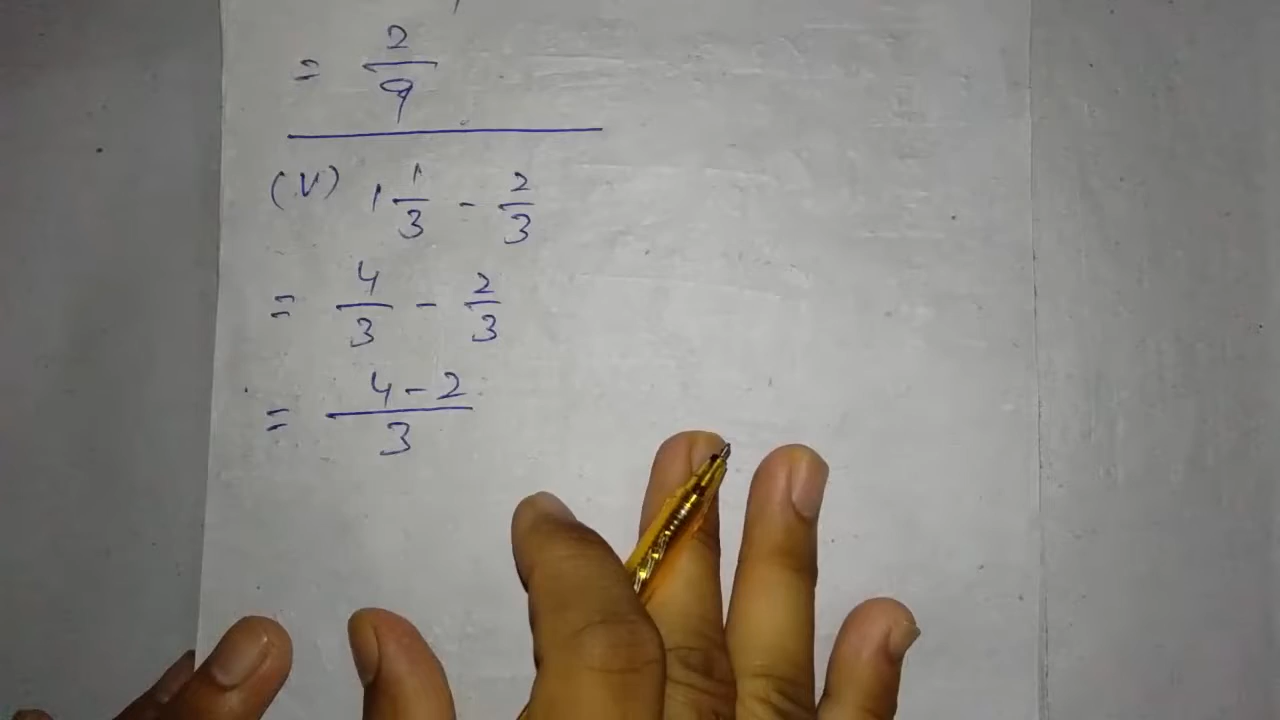 = 2/9
(V) 1 1/3 - 2/3
= 4/3 - 2/3
= 4-2/3